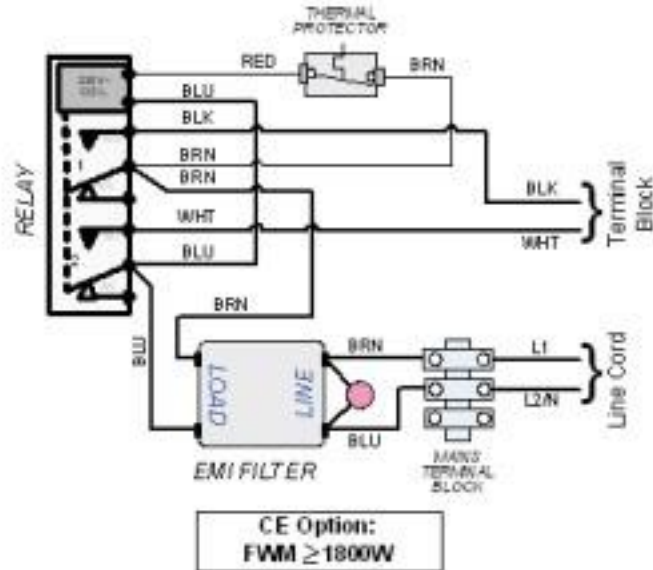 THERMAL
PROTECTOR
RED
BRN
BLU
BLK
BRN
BRN
BLK
RELAY
WHT
WHT
Terminal
Block
BLU
BRN
BLU
BRN
L1
LOAD
LINE
L2/N
Line Cord
BLU
EMI FILTER
MAINS
TERMINAL
BLOCK
CE Option:
FWM ≥1800W